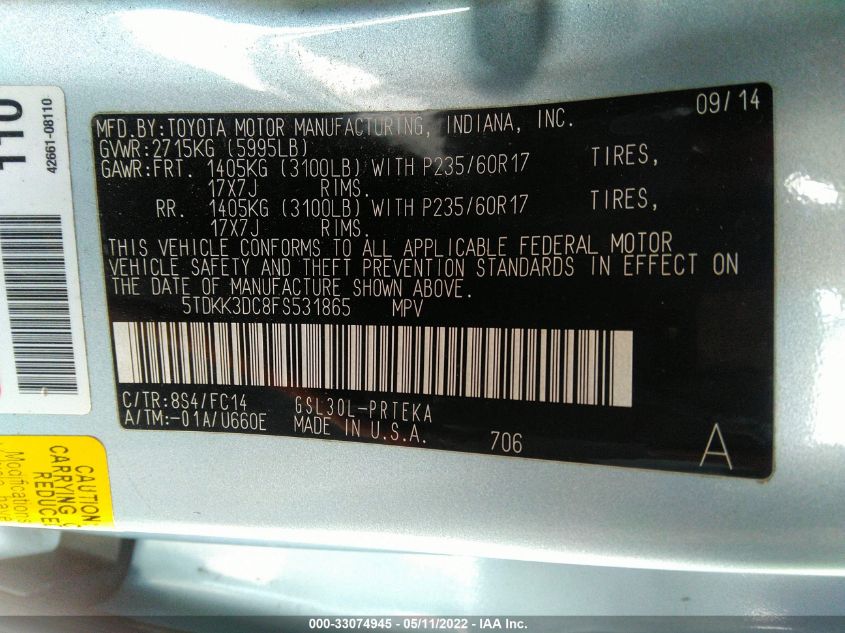 09/14
MFD.BY:TOYOTA MOTOR MANUFACTURING, INDIANA, INC.
GVWR:2715KG (5995LB)
GAWR:FRT. 1405KG (3100LB) WITH P235/60R17 TIRES,
17X7J RIMS.
RR. 1405KG (3100LB) WITH P235/60R17 TIRES,
17X7J RIMS.
THIS VEHICLE CONFORMS TO ALL APPLICABLE FEDERAL MOTOR
VEHICLE SAFETY AND THEFT PREVENTION STANDARDS IN EFFECT ON
THE DATE OF MANUFACTURE SHOWN ABOVE.
5TDKK3DC8FS531865 MPV
C/TR:8S4/FC14 GSL30L-PRTEKA
A/TM:-01A/U660E MADE IN U.S.A. 706 A
42661-08110
CAUTION
CARRYING
REDUCE
Modifications
have
000-33074945 - 05/11/2022 - IAA Inc.